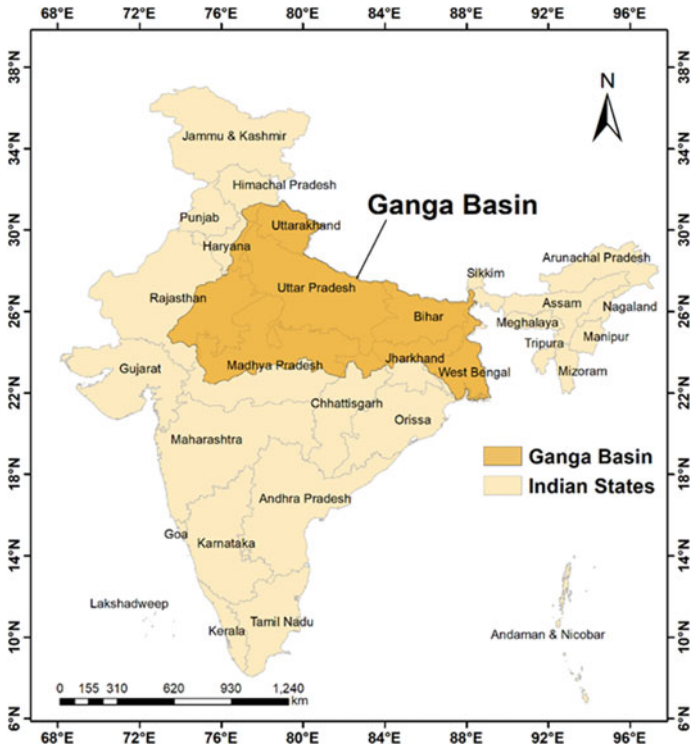 68°E 72°E 76°E 80°E 84°E 88°E 92°E 96°E
38°N 38°N
34°N 34°N
30°N 30°N
26°N 26°N
22°N 22°N
18°N 18°N
14°N 14°N
10°N 10°N
6°N 6°N
N
Jammu & Kashmir
Himachal Pradesh
Punjab
Ganga Basin
Uttarakhand
Haryana
Arunachal Pradesh
Sikkim
Uttar Pradesh
Rajasthan
Assam
Nagaland
Bihar
Meghalaya
Manipur
Tripura
Jharkhand
Madhya Pradesh
Gujarat
West Bengal
Mizoram
Chhattisgarh
Orissa
Maharashtra
Ganga Basin
Indian States
Andhra Pradesh
Goa
Karnataka
Lakshadweep
Tamil Nadu
Kerala
Andaman & Nicobar
0 155 310 620 930 1,240
km
68°E 72°E 76°E 80°E 84°E 88°E 92°E 96°E